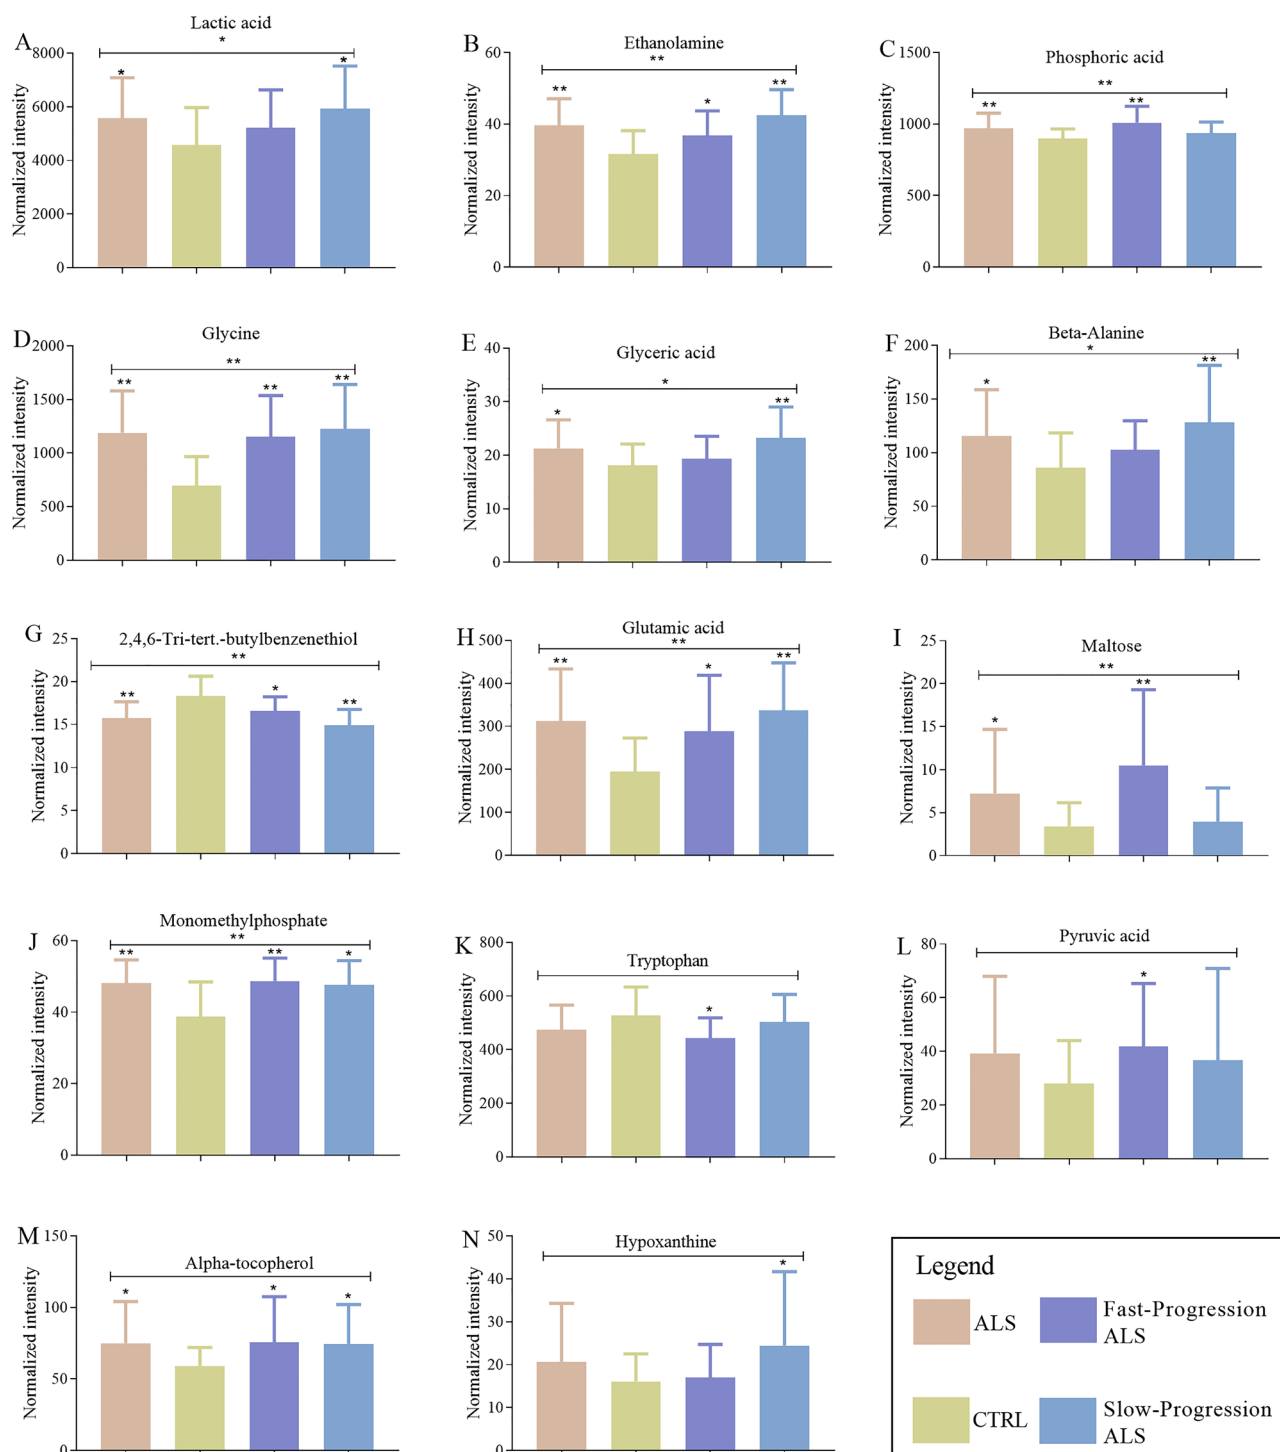 A
Lactic acid
*
8000
6000
4000
2000
0
Normalized intensity
*
*
B
Ethanolamine
**
60
40
20
0
Normalized intensity
**
*
**
C
Phosphoric acid
**
1500
1000
500
0
Normalized intensity
**
**
D
Glycine
**
2000
1500
1000
500
0
Normalized intensity
**
**
**
E
Glyceric acid
*
40
30
20
10
0
Normalized intensity
*
**
F
Beta-Alanine
*
200
150
100
50
0
Normalized intensity
*
**
G
2,4,6-Tri-tert.-butylbenzenethiol
**
25
20
15
10
5
0
Normalized intensity
**
*
**
H
Glutamic acid
**
500
400
300
200
100
0
Normalized intensity
**
*
**
I
Maltose
**
25
20
15
10
5
0
Normalized intensity
*
**
J
Monomethylphosphate
**
60
40
20
0
Normalized intensity
**
**
*
K
Tryptophan
800
600
400
200
0
Normalized intensity
*
L
Pyruvic acid
80
60
40
20
0
Normalized intensity
*
M
Alpha-tocopherol
150
100
50
0
Normalized intensity
*
*
*
N
Hypoxanthine
50
40
30
20
10
0
Normalized intensity
*
Legend
ALS
Fast-Progression
ALS
CTRL
Slow-Progression
ALS